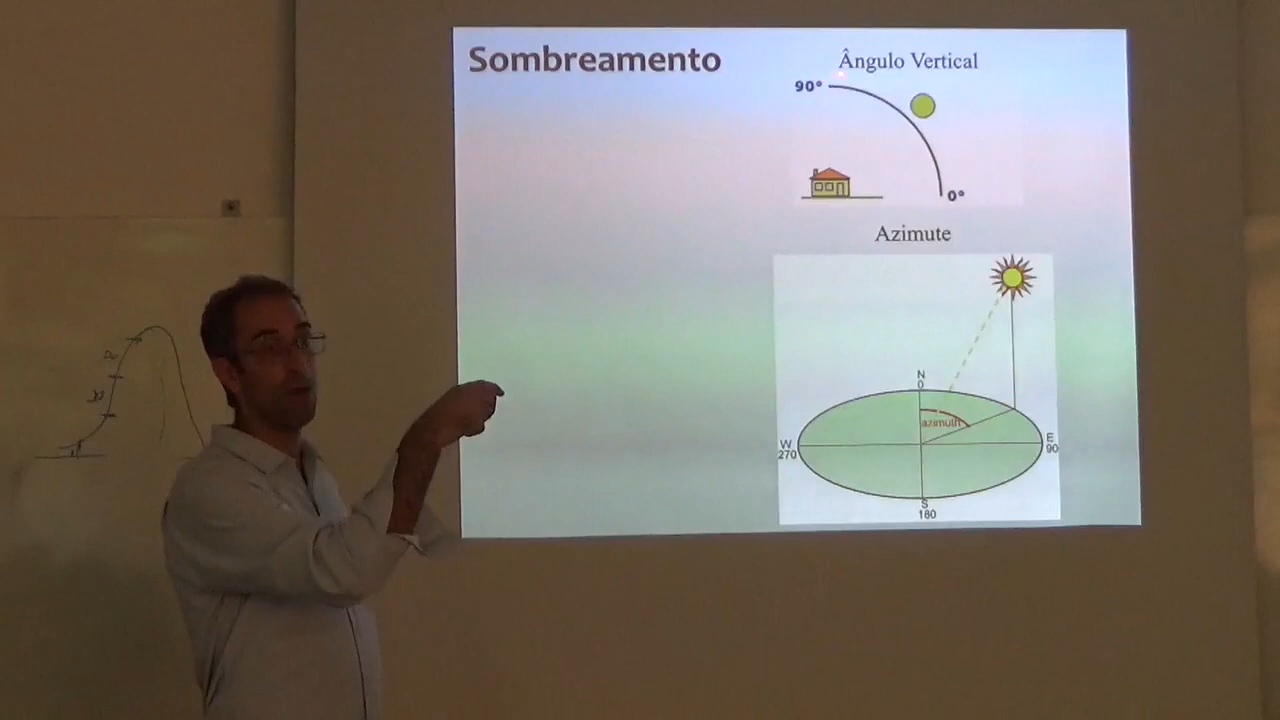 Sombreamento
Ângulo Vertical
90°
0°
Azimute
N
0
azimuth
W
270
E
90
S
180